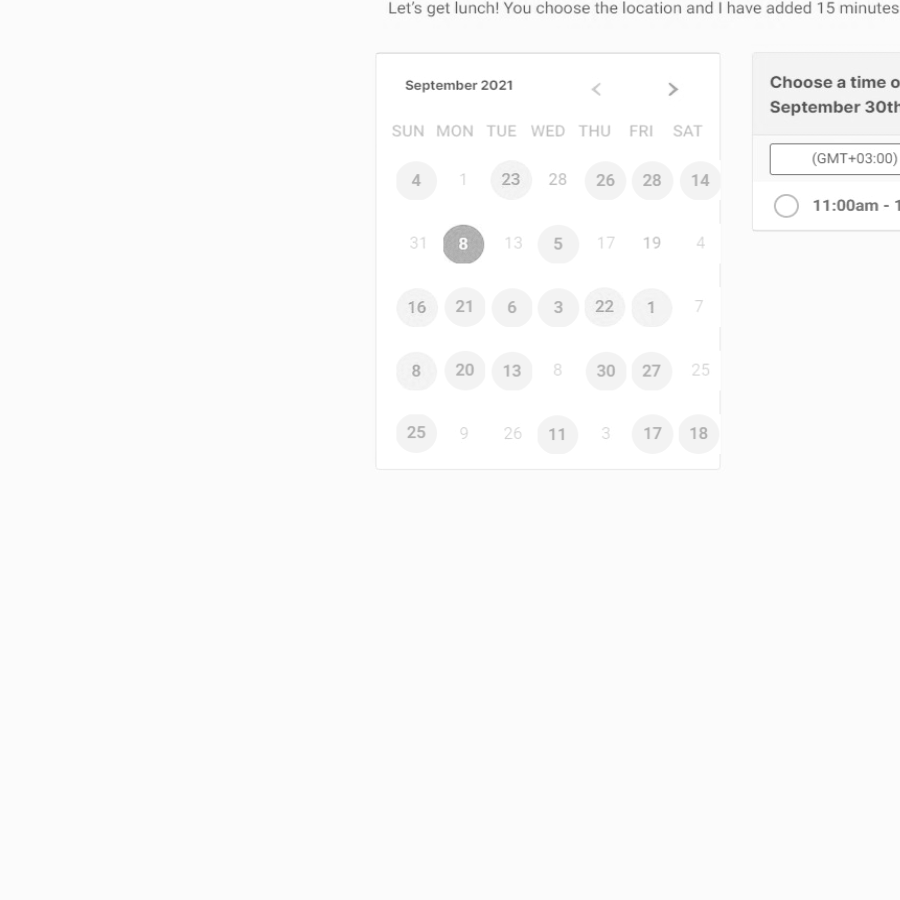 Let's get lunch! You choose the location and I have added 15 minutes
September 2021
SUN MON TUE WED THU FRI SAT
4 1 23 28 26 28 14
31 8 13 5 17 19 4
16 21 6 3 22 1 7
8 20 13 8 30 27 25
25 9 26 11 3 17 18
Choose a time o
September 30th
(GMT+03:00)
11:00am - 1